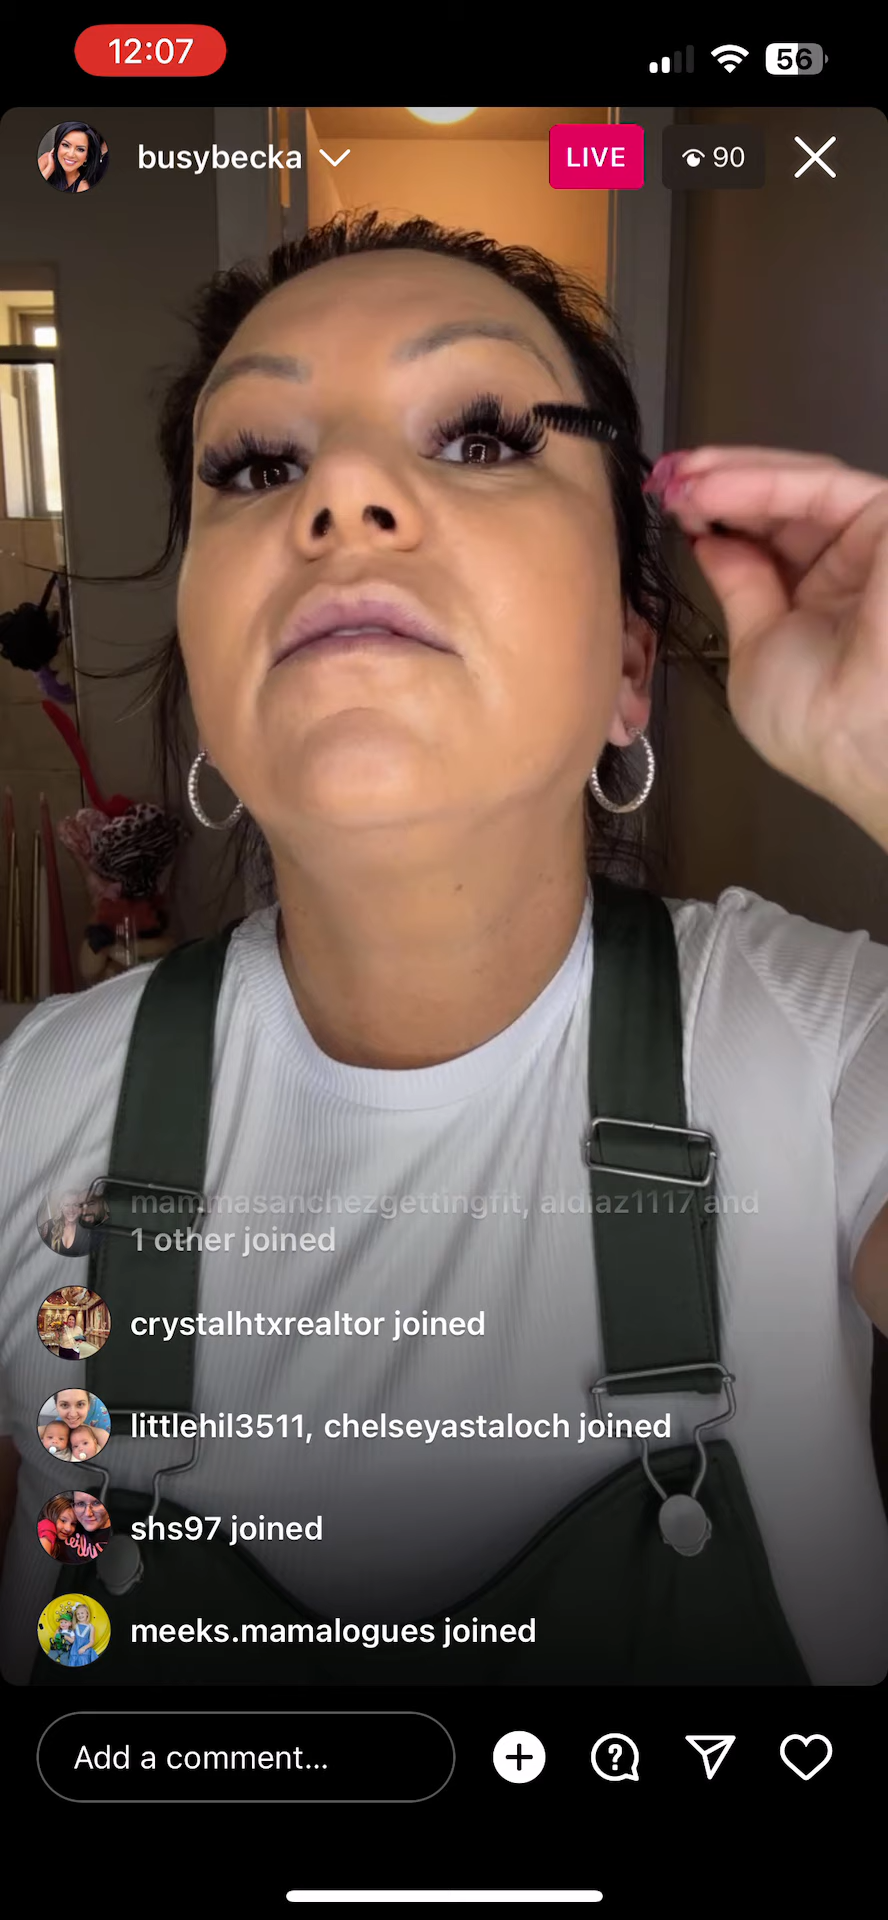 12:07
56
busybecka
LIVE
90
mammasanchezgettingfit, aldiaz1117 and
1 other joined
crystalhtxrealtor joined
littlehil3511, chelseyastaloch joined
shs97 joined
meeks.mamalogues joined
Add a comment...